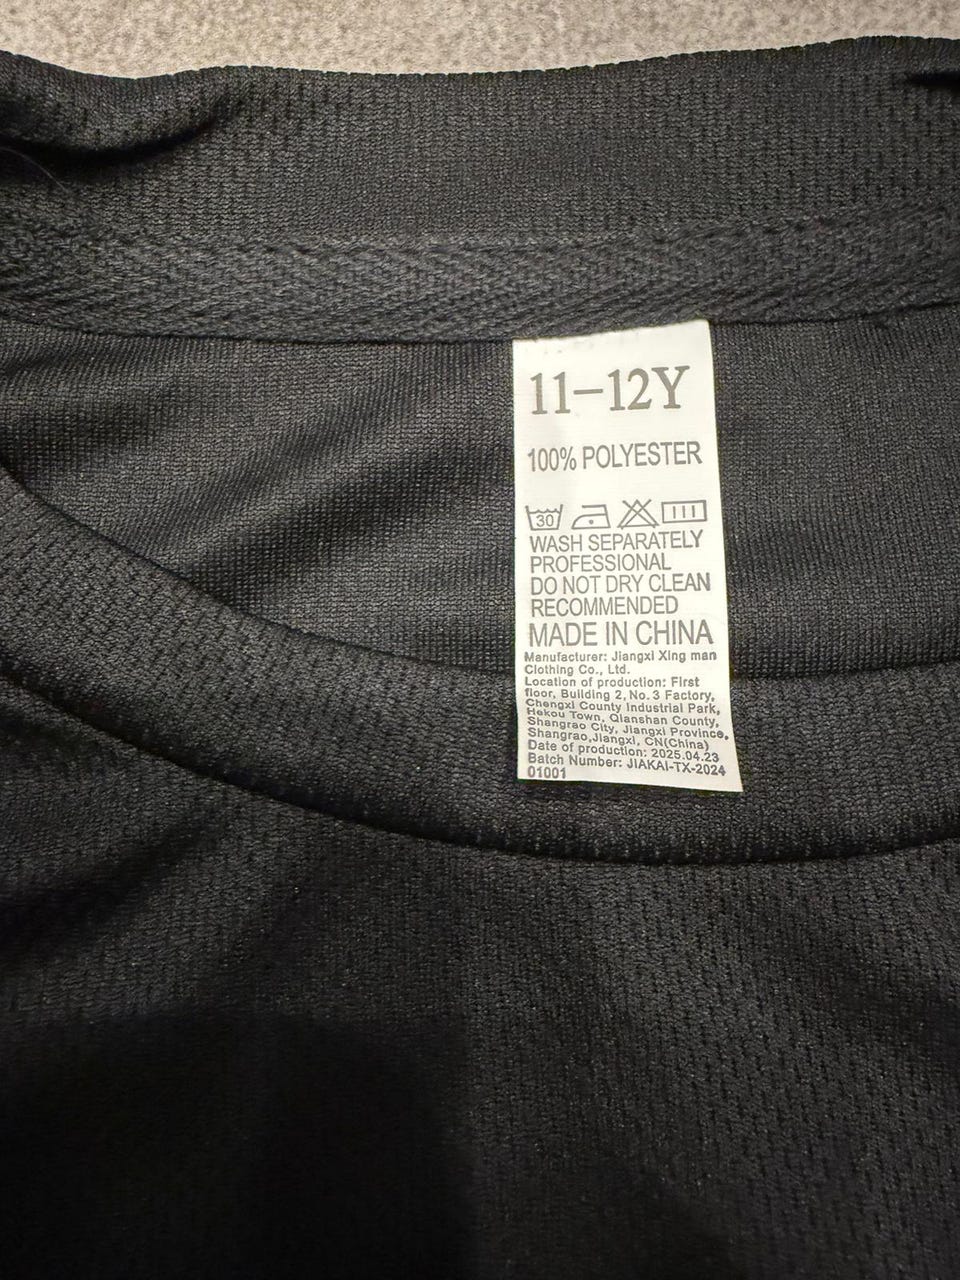 11-12Y
100% POLYESTER
30
WASH SEPARATELY
PROFESSIONAL
DO NOT DRY CLEAN
RECOMMENDED
MADE IN CHINA
Manufacturer: Jiangxi Xing man
Clothing Co., Ltd.
Location of production: First
floor, Building 2, No. 3 Factory,
Chengxi County Industrial Park,
Hekou Town, Qianshan County,
Shangrao City, Jiangxi Province,
Shangrao,Jiangxi, CN(China)
Date of production: 2025.04.23
Batch Number: JIAKAI-TX-2024
01001